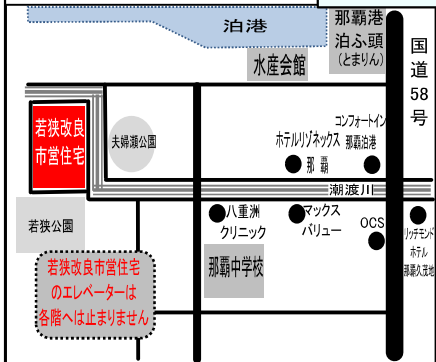 泊港
那覇港
泊ふ頭
(とまりん)
水産会館
国道58号
若狭改良
市営住宅
夫婦瀬公園
コンフォートイン
那覇泊港
ホテルリゾネックス
那覇
潮渡川
若狭公園
八重洲
クリニック
マックス
バリュー
OCS
リッチモンド
ホテル
那覇久茂地
那覇中学校
若狭改良市営住宅
のエレベーターは
各階へは止まりません